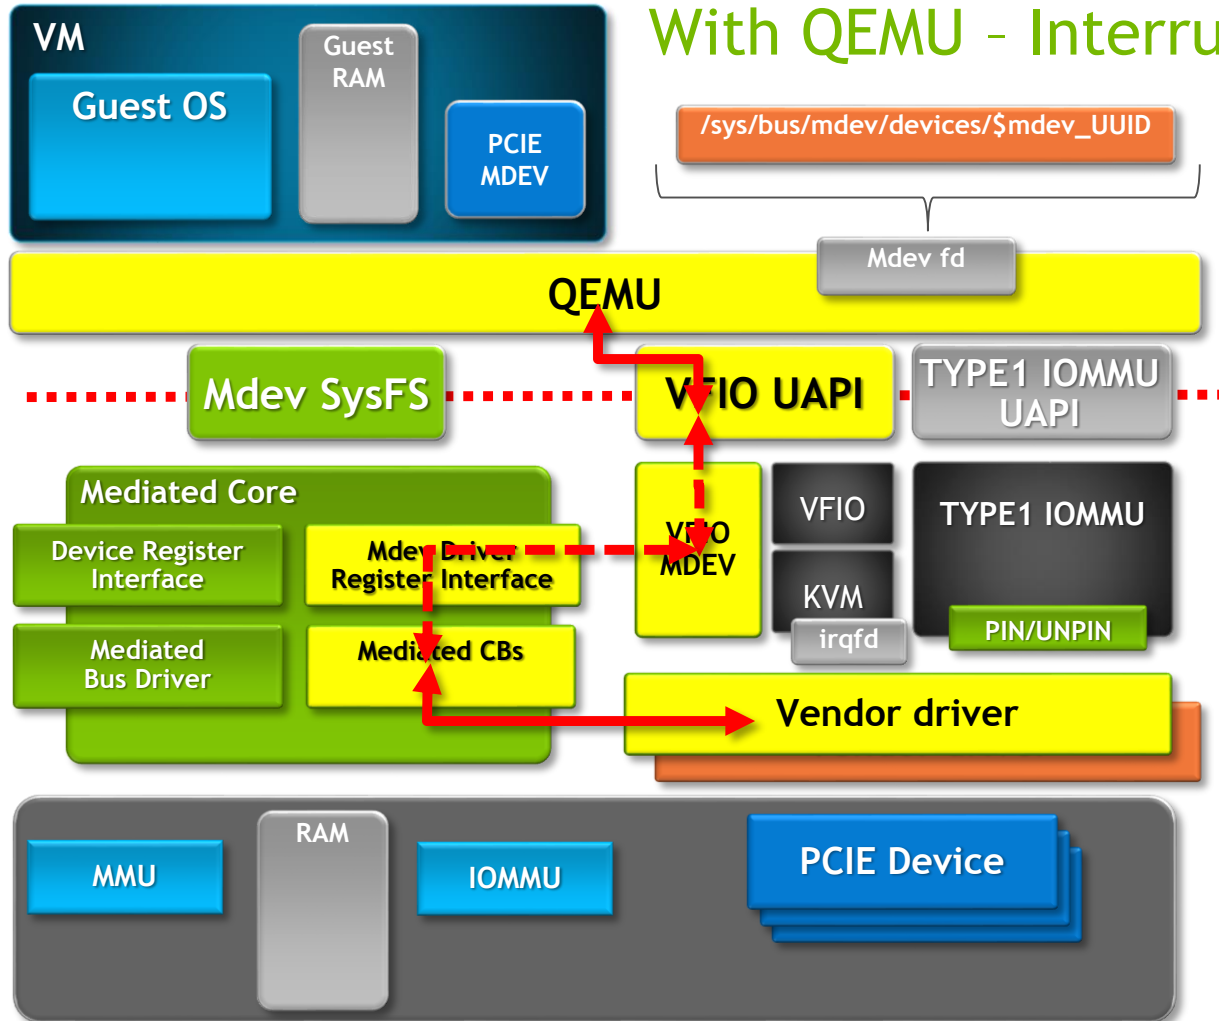 With QEMU – Interru
VM
Guest
RAM
Guest OS
PCIE
MDEV
/sys/bus/mdev/devices/$mdev_UUID
Mdev fd
QEMU
Mdev SysFS
VFIO UAPI
TYPE1 IOMMU
UAPI
Mediated Core
Device Register
Interface
Mdev Driver
Register Interface
Mediated
Bus Driver
Mediated CBs
VFIO
MDEV
VFIO
KVM
irqfd
TYPE1 IOMMU
PIN/UNPIN
Vendor driver
MMU
RAM
IOMMU
PCIE Device